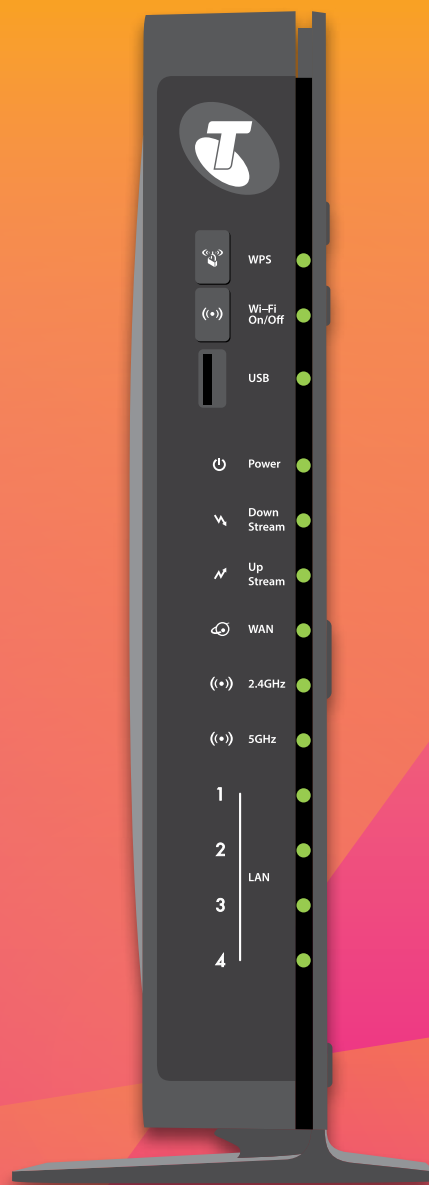 T
WPS
Wi-Fi
On/Off
USB
Power
Down
Stream
Up
Stream
WAN
2.4GHz
5GHz
1
2
LAN
3
4